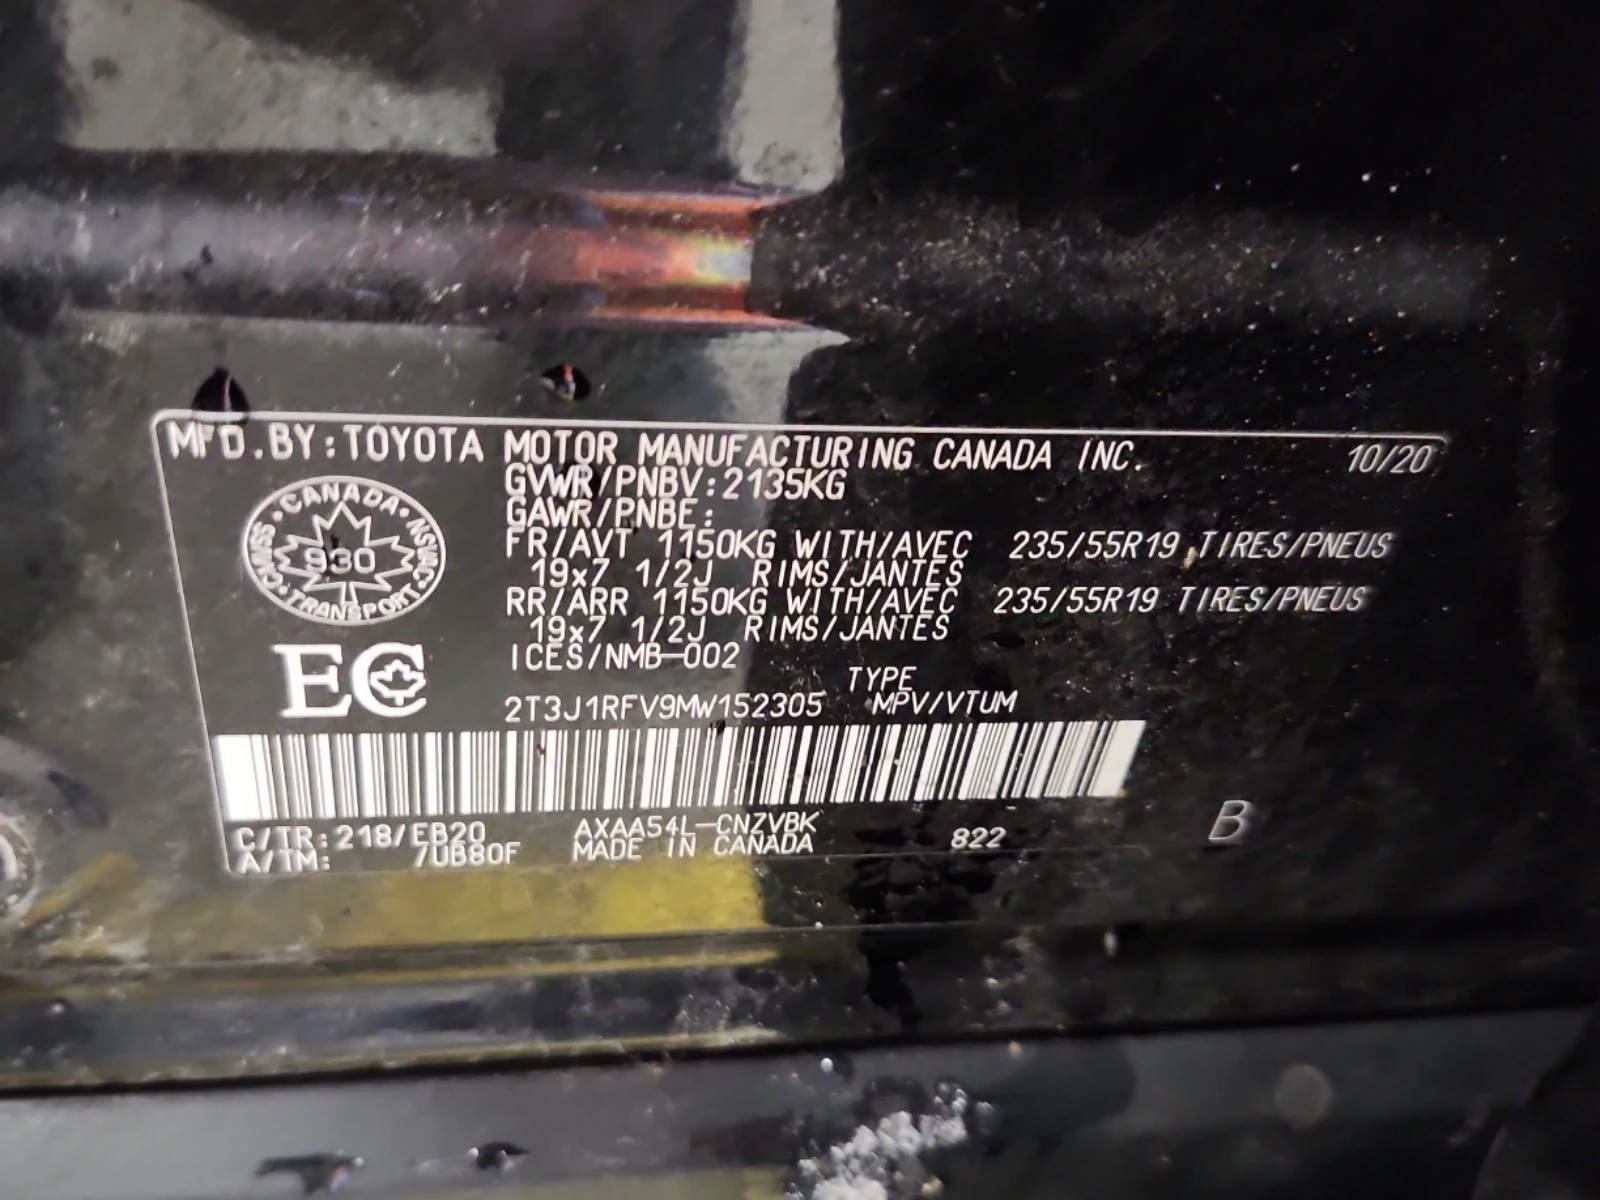 MFD.BY:TOYOTA MOTOR MANUFACTURING CANADA INC. 10/20
GVWR/PNBV:2135KG
GAWR/PNBE:
FR/AVT 1150KG WITH/AVEC 235/55R19 TIRES/PNEUS
19x7 1/2J RIMS/JANTES
RR/ARR 1150KG WITH/AVEC 235/55R19 TIRES/PNEUS
19x7 1/2J RIMS/JANTES
ICES/NMB-002
CANADA
CMVSS 930 NSVAC
TRANSPORT
EC
TYPE
2T3J1RFV9MW152305 MPV/VTUM
C/TR:218/EB20 AXAA54L-CNZVBK 822 B
A/TM: 7UB80F MADE IN CANADA